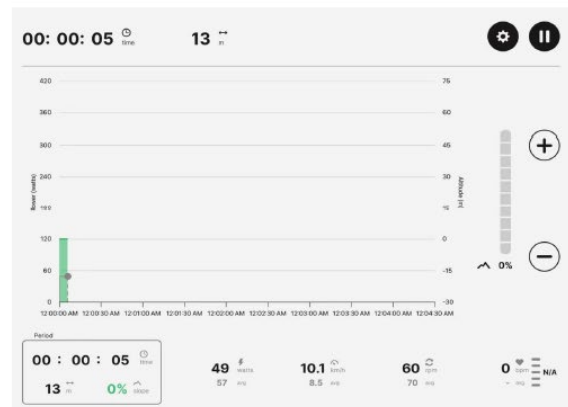 00: 00: 05 time 13 m
420 75
360 60
300 45
240 30
120 0
60 -15
0 -30
Power (watts)
Altitude (m)
0%
12:00:00 AM 12:00:30 AM 12:01:00 AM 12:01:30 AM 12:02:00 AM 12:02:30 AM 12:03:00 AM 12:03:30 AM 12:04:00 AM 12:04:30 AM
Period
00 : 00 : 05 time
13 m 0% slope
49 watts 10.1 km/h 60 rpm 0 bpm N/A
57 avg 8.5 avg 70 avg - avg